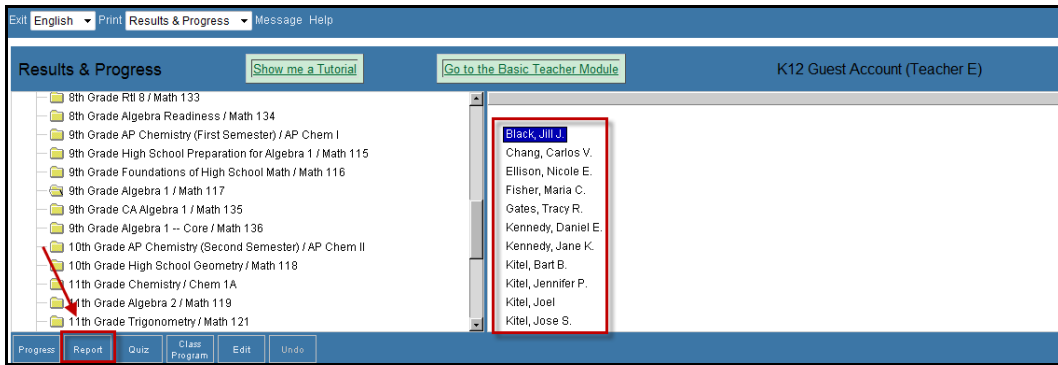 Exit English Print Results & Progress Message Help
Results & Progress Show me a Tutorial Go to the Basic Teacher Module K12 Guest Account (Teacher E)
8th Grade RtI 8 / Math 133
8th Grade Algebra Readiness / Math 134
9th Grade AP Chemistry (First Semester) / AP Chem I
9th Grade High School Preparation for Algebra 1 / Math 115
9th Grade Foundations of High School Math / Math 116
9th Grade Algebra 1 / Math 117
9th Grade CA Algebra 1 / Math 135
9th Grade Algebra 1 -- Core / Math 136
10th Grade AP Chemistry (Second Semester) / AP Chem II
10th Grade High School Geometry / Math 118
11th Grade Chemistry / Chem 1A
11th Grade Algebra 2 / Math 119
11th Grade Trigonometry / Math 121
Black, Jill J.
Chang, Carlos V.
Ellison, Nicole E.
Fisher, Maria C.
Gates, Tracy R.
Kennedy, Daniel E.
Kennedy, Jane K.
Kitel, Bart B.
Kitel, Jennifer P.
Kitel, Joel
Kitel, Jose S.
Progress Report Quiz Class Program Edit Undo